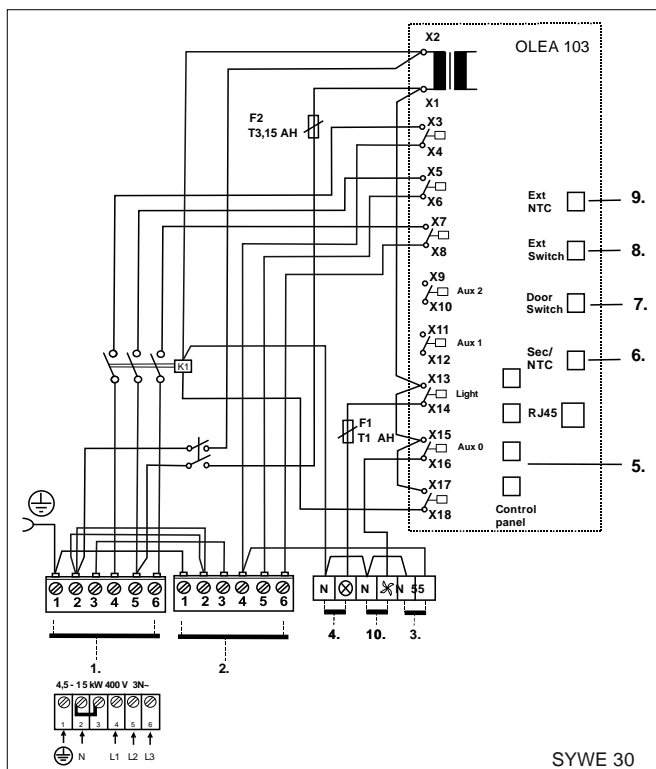 OLEA 103
X2
X1
F2
T3,15 AH
X3
X4
X5
X6
X7
X8
X9
Aux 2
X10
X11
Aux 1
X12
X13
Light
X14
X15
Aux 0
X16
X17
X18
Ext
NTC
9.
Ext
Switch
8.
Door
Switch
7.
Sec/
NTC
6.
RJ45
5.
Control
panel
K1
F1
T1 AH
1 2 3 4 5 6
1 2 3 4 5 6
N N N 55
1.
2.
4. 10. 3.
4,5 - 15 kW 400 V 3N~
1 2 3 4 5 6
N L1 L2 L3
SYWE 30